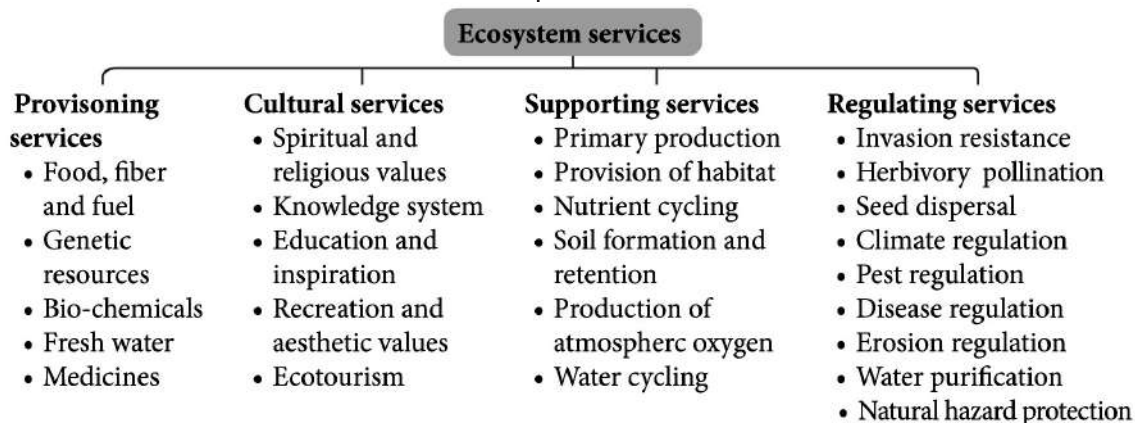 Ecosystem services
Provisoning
services
• Food, fiber
and fuel
• Genetic
resources
• Bio-chemicals
• Fresh water
• Medicines
Cultural services
• Spiritual and
religious values
• Knowledge system
• Education and
inspiration
• Recreation and
aesthetic values
• Ecotourism
Supporting services
• Primary production
• Provision of habitat
• Nutrient cycling
• Soil formation and
retention
• Production of
atmospherc oxygen
• Water cycling
Regulating services
• Invasion resistance
• Herbivory pollination
• Seed dispersal
• Climate regulation
• Pest regulation
• Disease regulation
• Erosion regulation
• Water purification
• Natural hazard protection